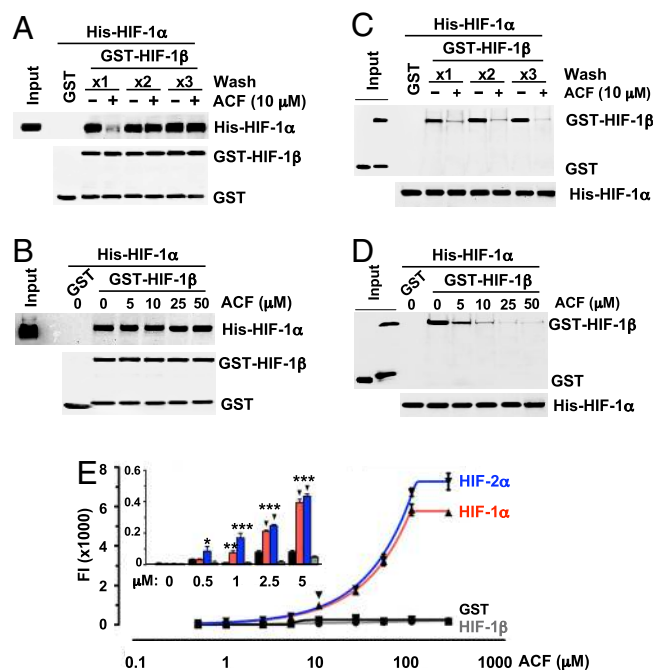 A
His-HIF-1α
GST-HIF-1β
Input
GST
x1 x2 x3 Wash
− + − + − + ACF (10 µM)
His-HIF-1α
GST-HIF-1β
GST
B
His-HIF-1α
GST-HIF-1β
Input
GST
0 0 5 10 25 50 ACF (µM)
His-HIF-1α
GST-HIF-1β
GST
C
His-HIF-1α
GST-HIF-1β
Input
GST
x1 x2 x3 Wash
− + − + − + ACF (10 µM)
GST-HIF-1β
GST
His-HIF-1α
D
His-HIF-1α
GST-HIF-1β
Input
GST
0 0 5 10 25 50 ACF (µM)
GST-HIF-1β
GST
His-HIF-1α
E
FI (x1000)
8
6
4
2
0
0.6
0.4
0.2
0
* ** *** *** ***
µM: 0 0.5 1 2.5 5
HIF-2α
HIF-1α
GST
HIF-1β
0.1 1 10 100 1000 ACF (µM)